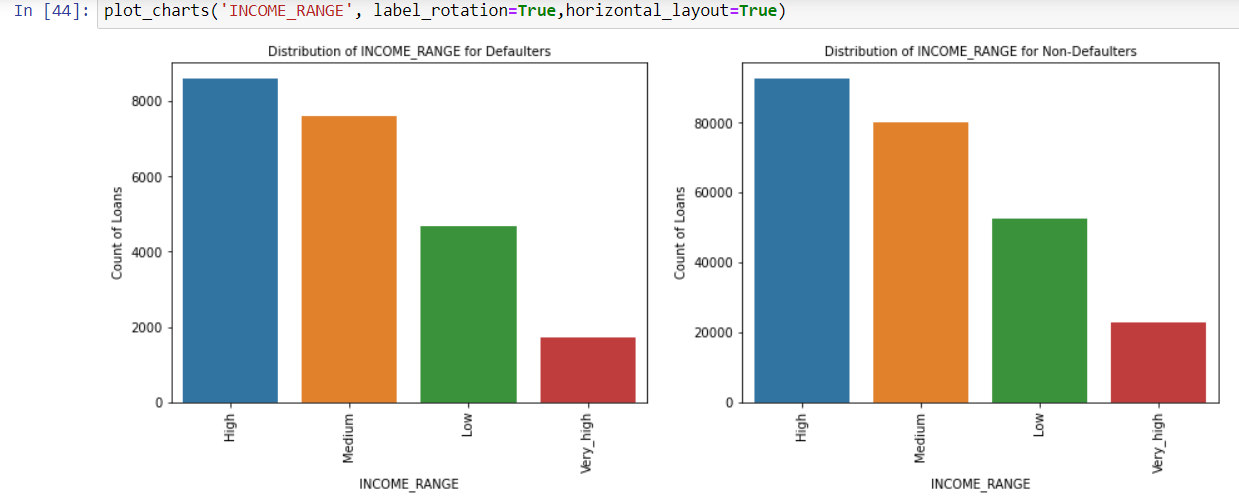 In [44]: plot_charts('INCOME_RANGE', label_rotation=True,horizontal_layout=True)
Distribution of INCOME_RANGE for Defaulters
Count of Loans
8000
6000
4000
2000
0
High
Medium
Low
Very_high
INCOME_RANGE
Distribution of INCOME_RANGE for Non-Defaulters
Count of Loans
80000
60000
40000
20000
0
High
Medium
Low
Very_high
INCOME_RANGE